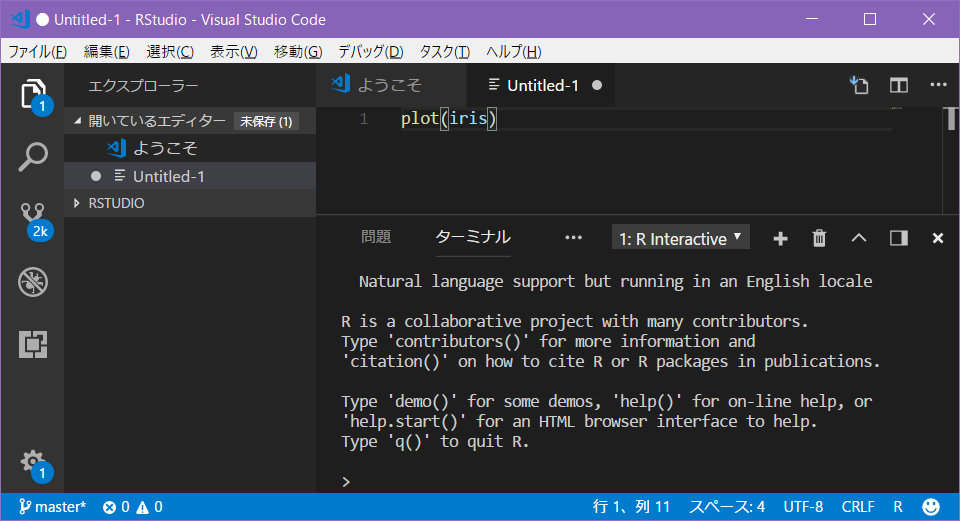 Untitled-1 - RStudio - Visual Studio Code
ファイル(F) 編集(E) 選択(C) 表示(V) 移動(G) デバッグ(D) タスク(T) ヘルプ(H)
エクスプローラー
開いているエディター 未保存 (1)
ようこそ
Untitled-1
RSTUDIO
1
2k
1
ようこそ Untitled-1
1 plot(iris)
問題 ターミナル ••• 1: R Interactive
Natural language support but running in an English locale
R is a collaborative project with many contributors.
Type 'contributors()' for more information and
'citation()' on how to cite R or R packages in publications.
Type 'demo()' for some demos, 'help()' for on-line help, or
'help.start()' for an HTML browser interface to help.
Type 'q()' to quit R.
>
master* 0 0 行 1、列 11 スペース: 4 UTF-8 CRLF R